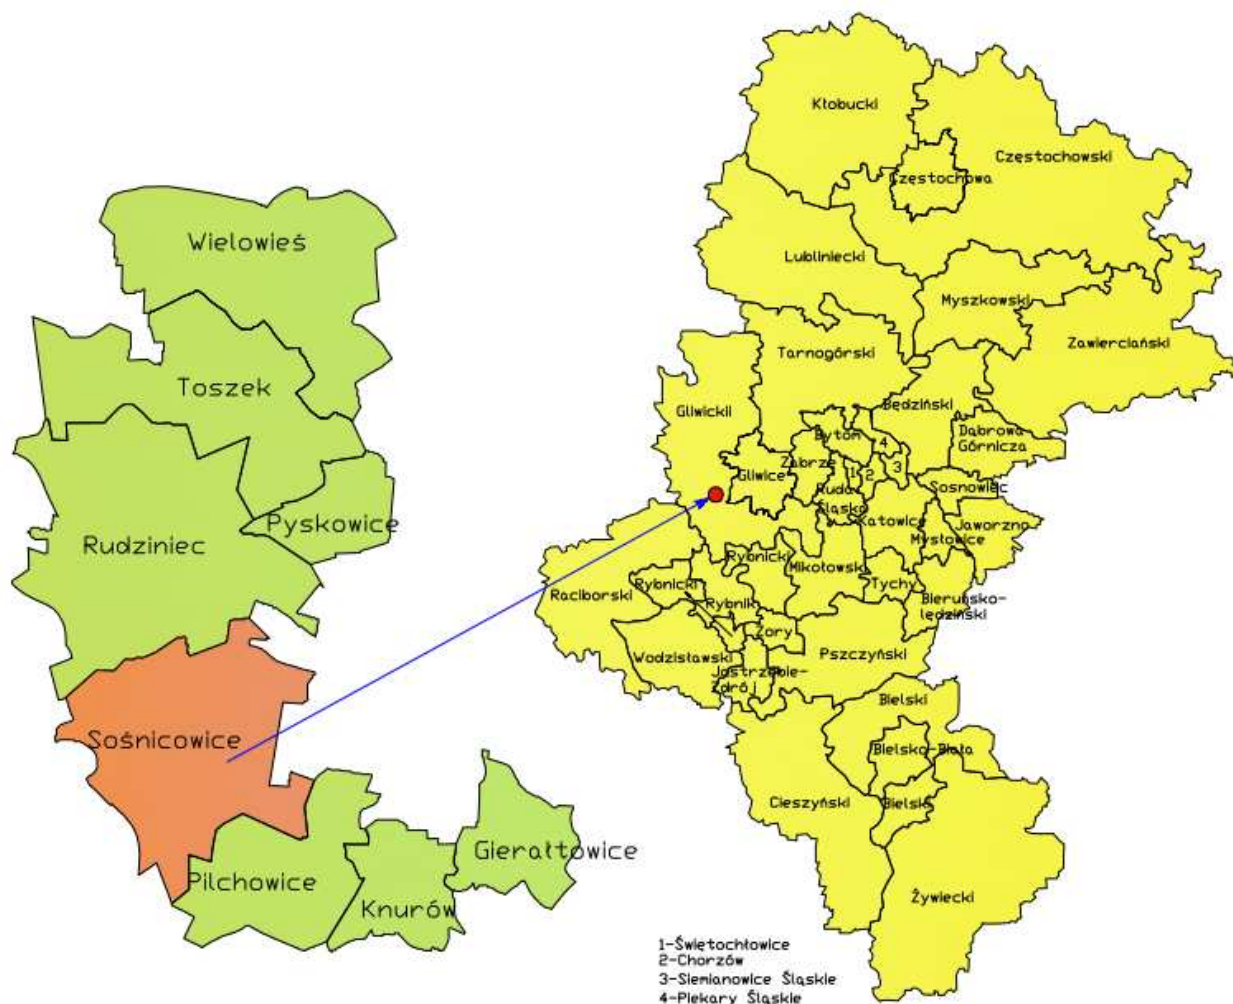 Wielowieś
Toszek
Pyskowice
Rudziniec
Sośnicowice
Pilchowice
Knurów
Gierałtowice
Kłobucki
Częstochowski
Częstochowa
Lubliniecki
Myszkowski
Zawierciański
Tarnogórski
Gliwickii
Będziński
Dąbrowa
Górnicza
Bytom
4
Zabrze
Gliwice
1
2
3
Ruda
Śląska
Sosnowiec
Katowice
Jaworzno
Mysłowice
Rybnicki
Mikołowsk
Raciborski
Rybnicki
Tychy
Bieruńsko-
lędziński
Rybnik
Żory
Wodzisławski
Pszczyński
Jastrzębie-
Zdrój
Bielski
Bielsko-Biała
Cieszyński
Bielski
Żywiecki
1-Świętochłowice
2-Chorzów
3-Siemianowice Śląskie
4-Piekary Śląskie